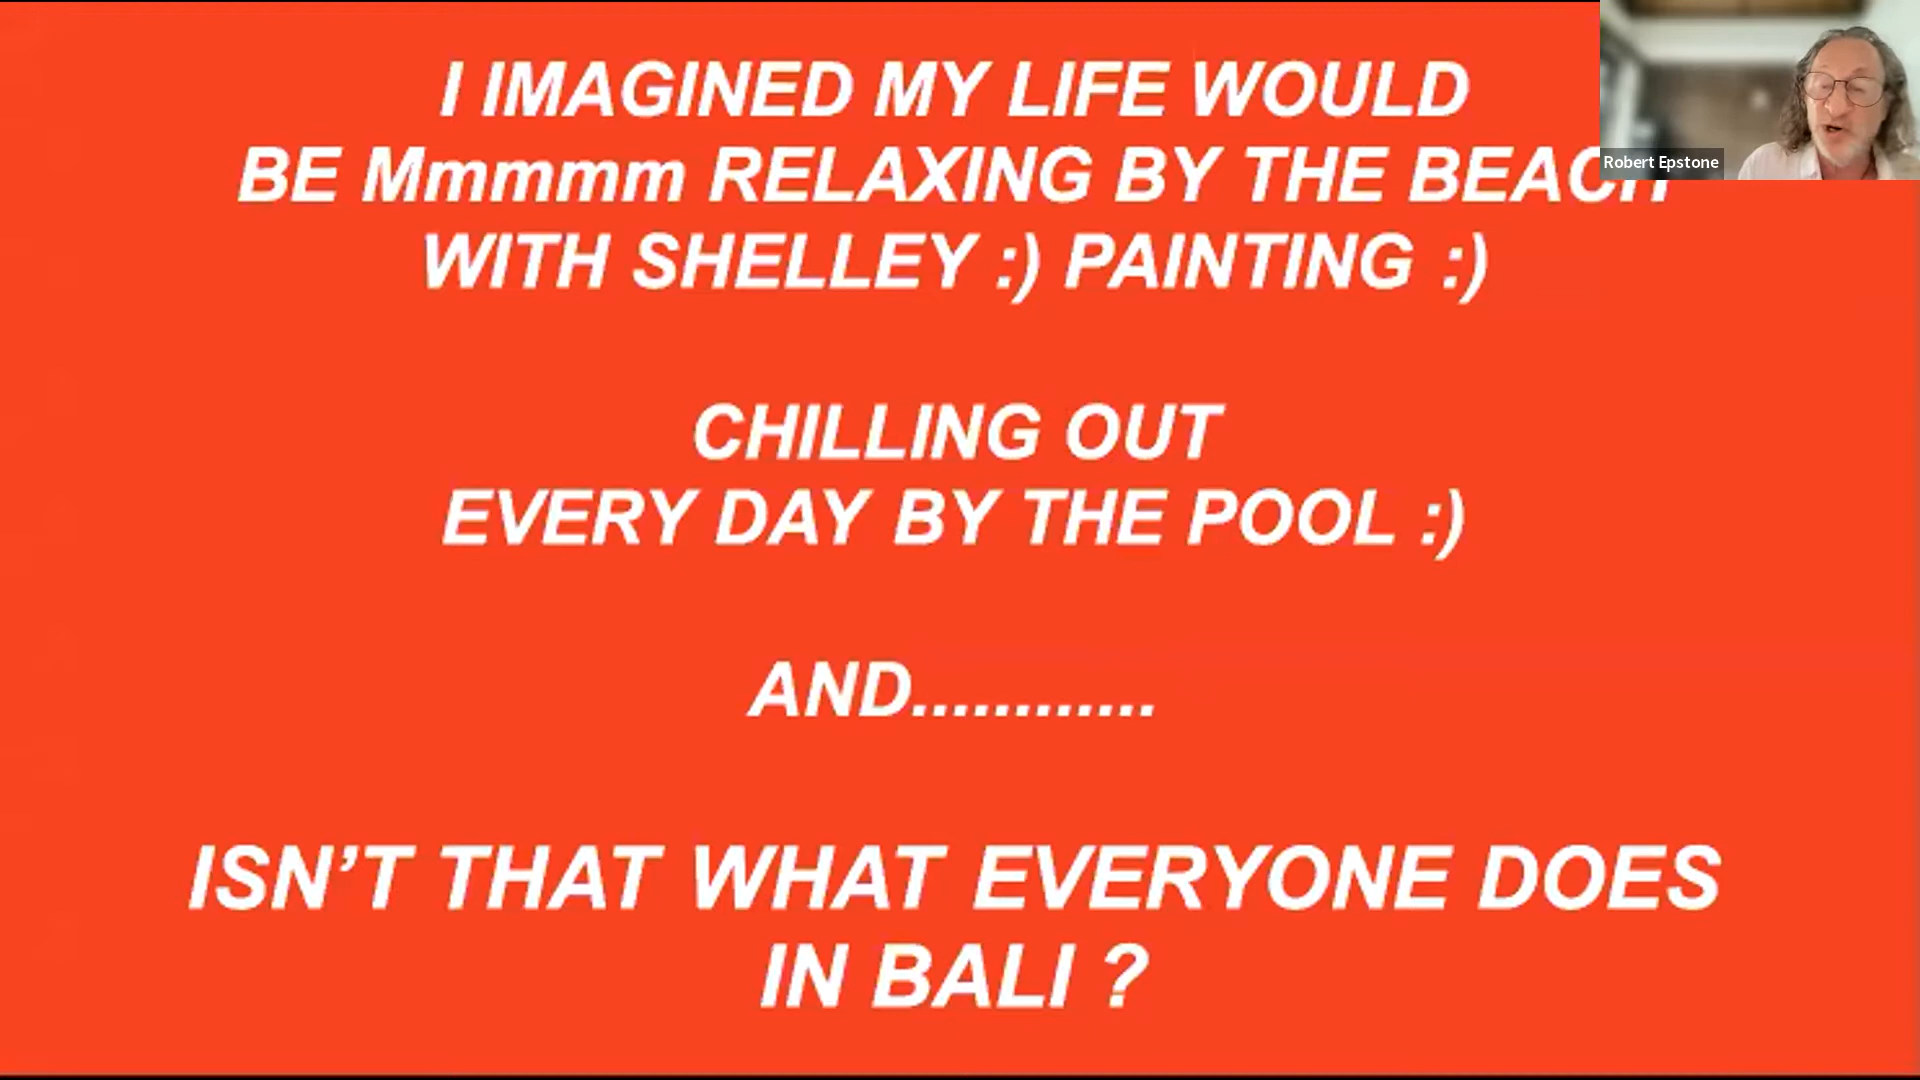 I IMAGINED MY LIFE WOULD
BE Mmmmm RELAXING BY THE BEACH
WITH SHELLEY :) PAINTING :)
CHILLING OUT
EVERY DAY BY THE POOL :)
AND............
ISN’T THAT WHAT EVERYONE DOES
IN BALI ?
Robert Epstone